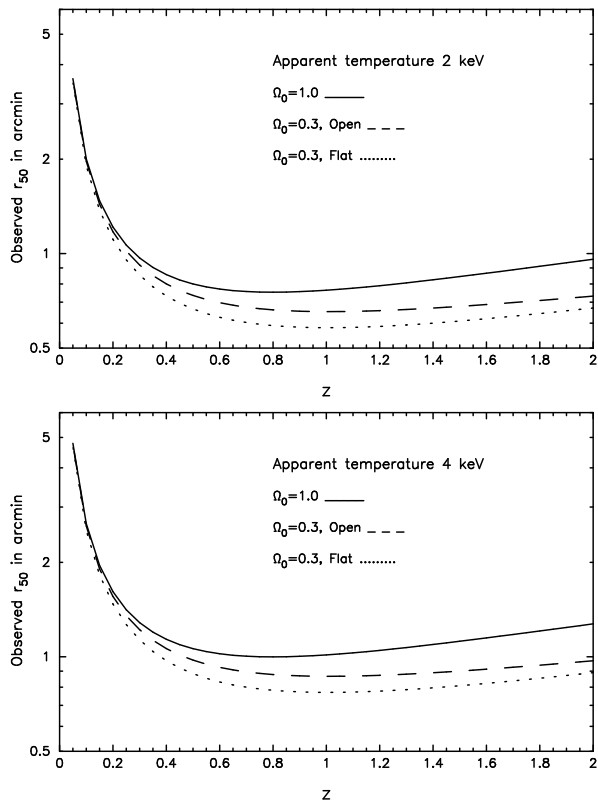 5
Apparent temperature 2 keV
Ω0=1.0
Ω0=0.3, Open
Ω0=0.3, Flat
2
Observed r50 in arcmin
1
0.5
0 0.2 0.4 0.6 0.8 1 1.2 1.4 1.6 1.8 2
z
5
Apparent temperature 4 keV
Ω0=1.0
Ω0=0.3, Open
Ω0=0.3, Flat
2
Observed r50 in arcmin
1
0.5
0 0.2 0.4 0.6 0.8 1 1.2 1.4 1.6 1.8 2
z